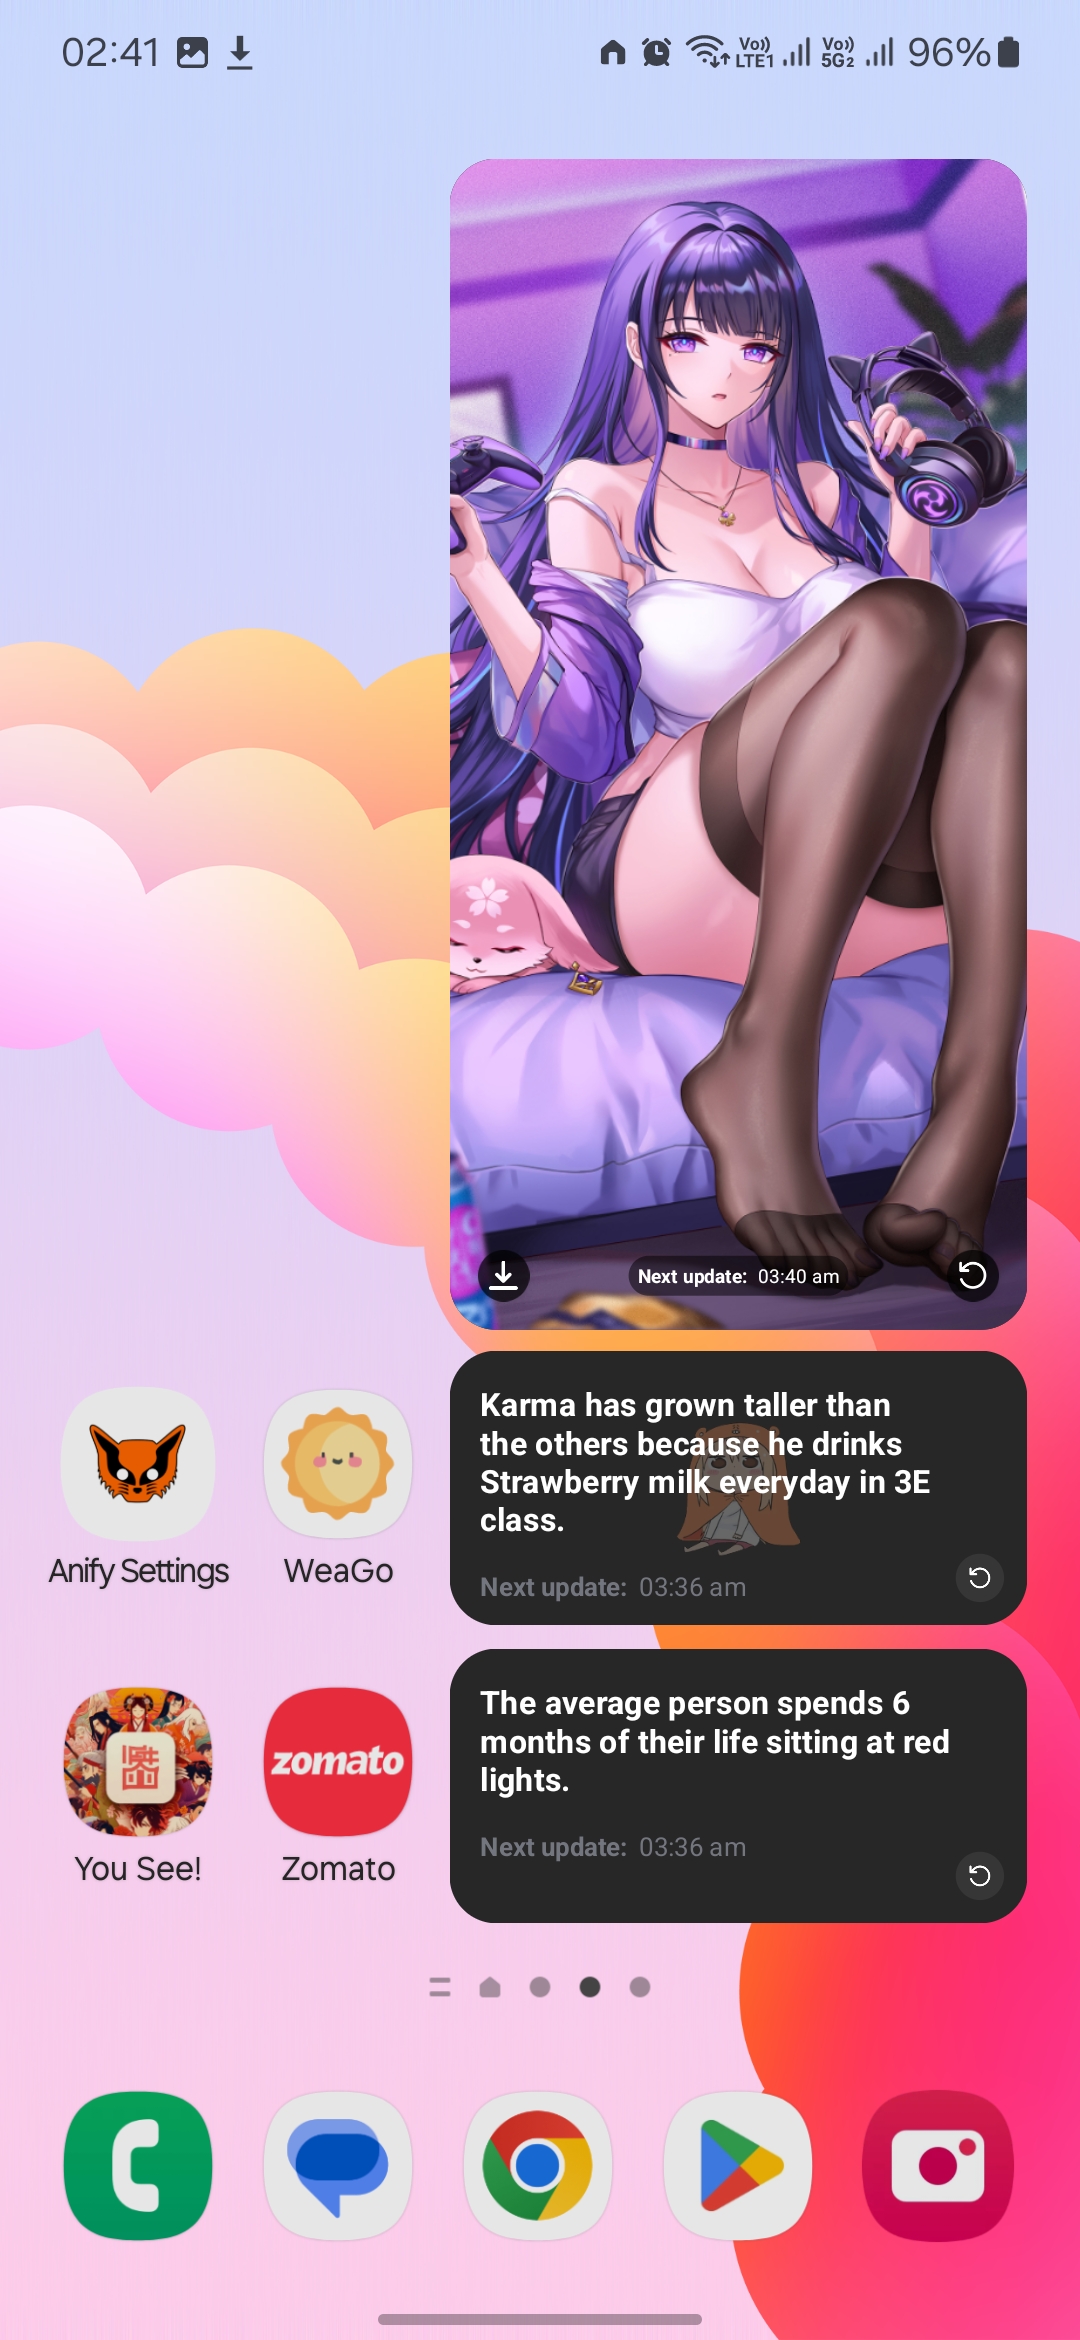 02:41
Vo))
LTE1
Vo))
5G2
96%
Next update: 03:40 am
Karma has grown taller than
the others because he drinks
Strawberry milk everyday in 3E
class.
Next update: 03:36 am
Anify Settings
WeaGo
The average person spends 6
months of their life sitting at red
lights.
Next update: 03:36 am
zomato
You See!
Zomato